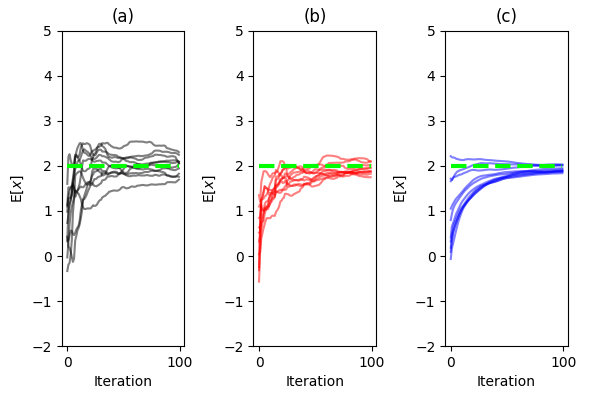 (a) (b) (c)
5 5 5
4 4 4
3 3 3
2 2 2
1 1 1
0 0 0
−1 −1 −1
−2 −2 −2
E[x] E[x] E[x]
0 100 0 100 0 100
Iteration Iteration Iteration